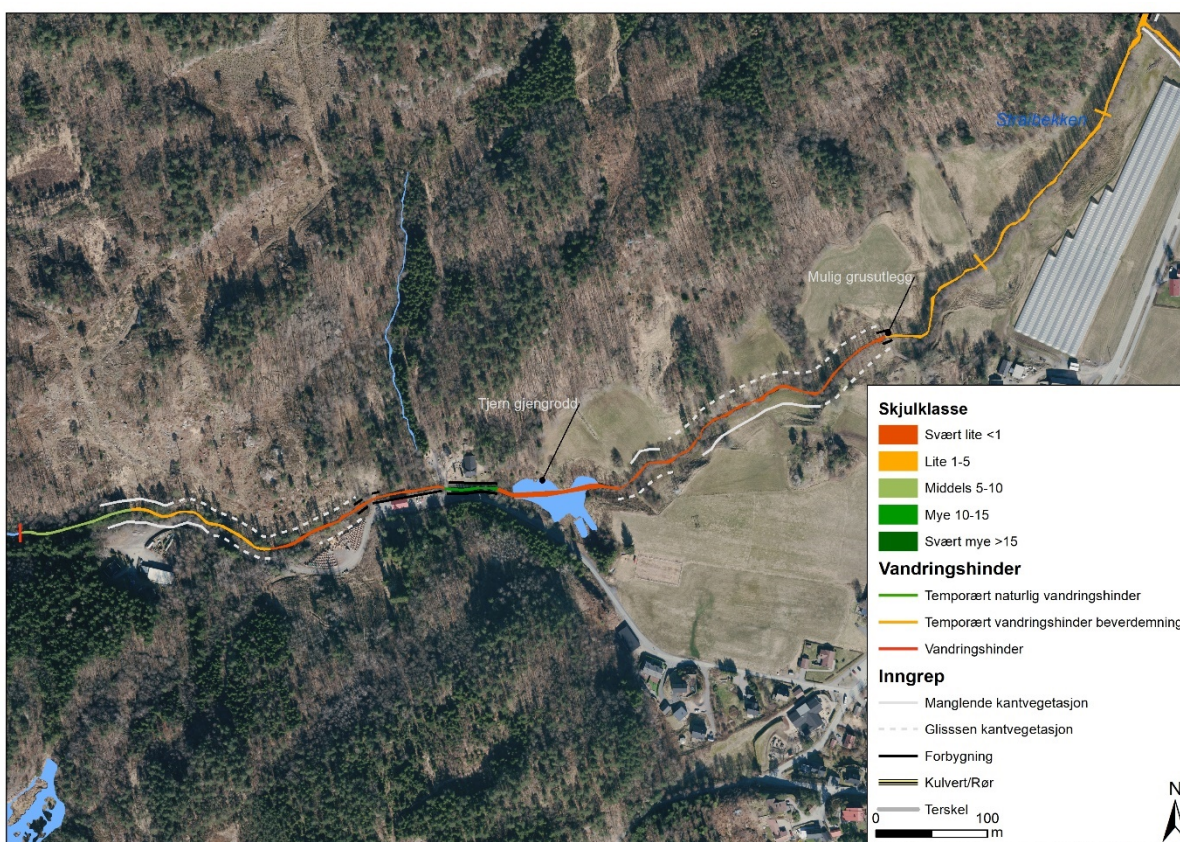 Mulig grusutlegg
Tjern gjengrodd
Skjulklasse
Svært lite <1
Lite 1-5
Middels 5-10
Mye 10-15
Svært mye >15
Vandringshinder
Temporært naturlig vandringshinder
Temporært vandringshinder beverdemning
Vandringshinder
Inngrep
Manglende kantvegetasjon
Glisssen kantvegetasjon
Forbygning
Kulvert/Rør
Terskel
N
0 100
m